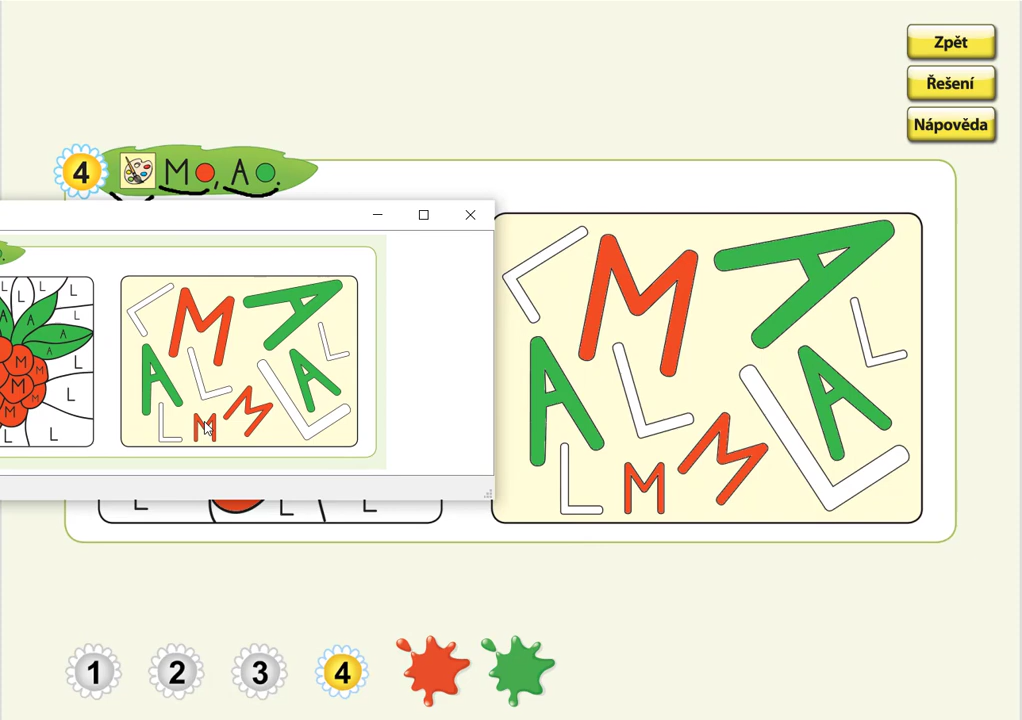 Zpět
Řešení
Nápověda
4 M, A.
L M A
L
A L A L
M
L M
L L L
L
A A L
A
M M L
M M
M L
L L
L L L
1 2 3 4